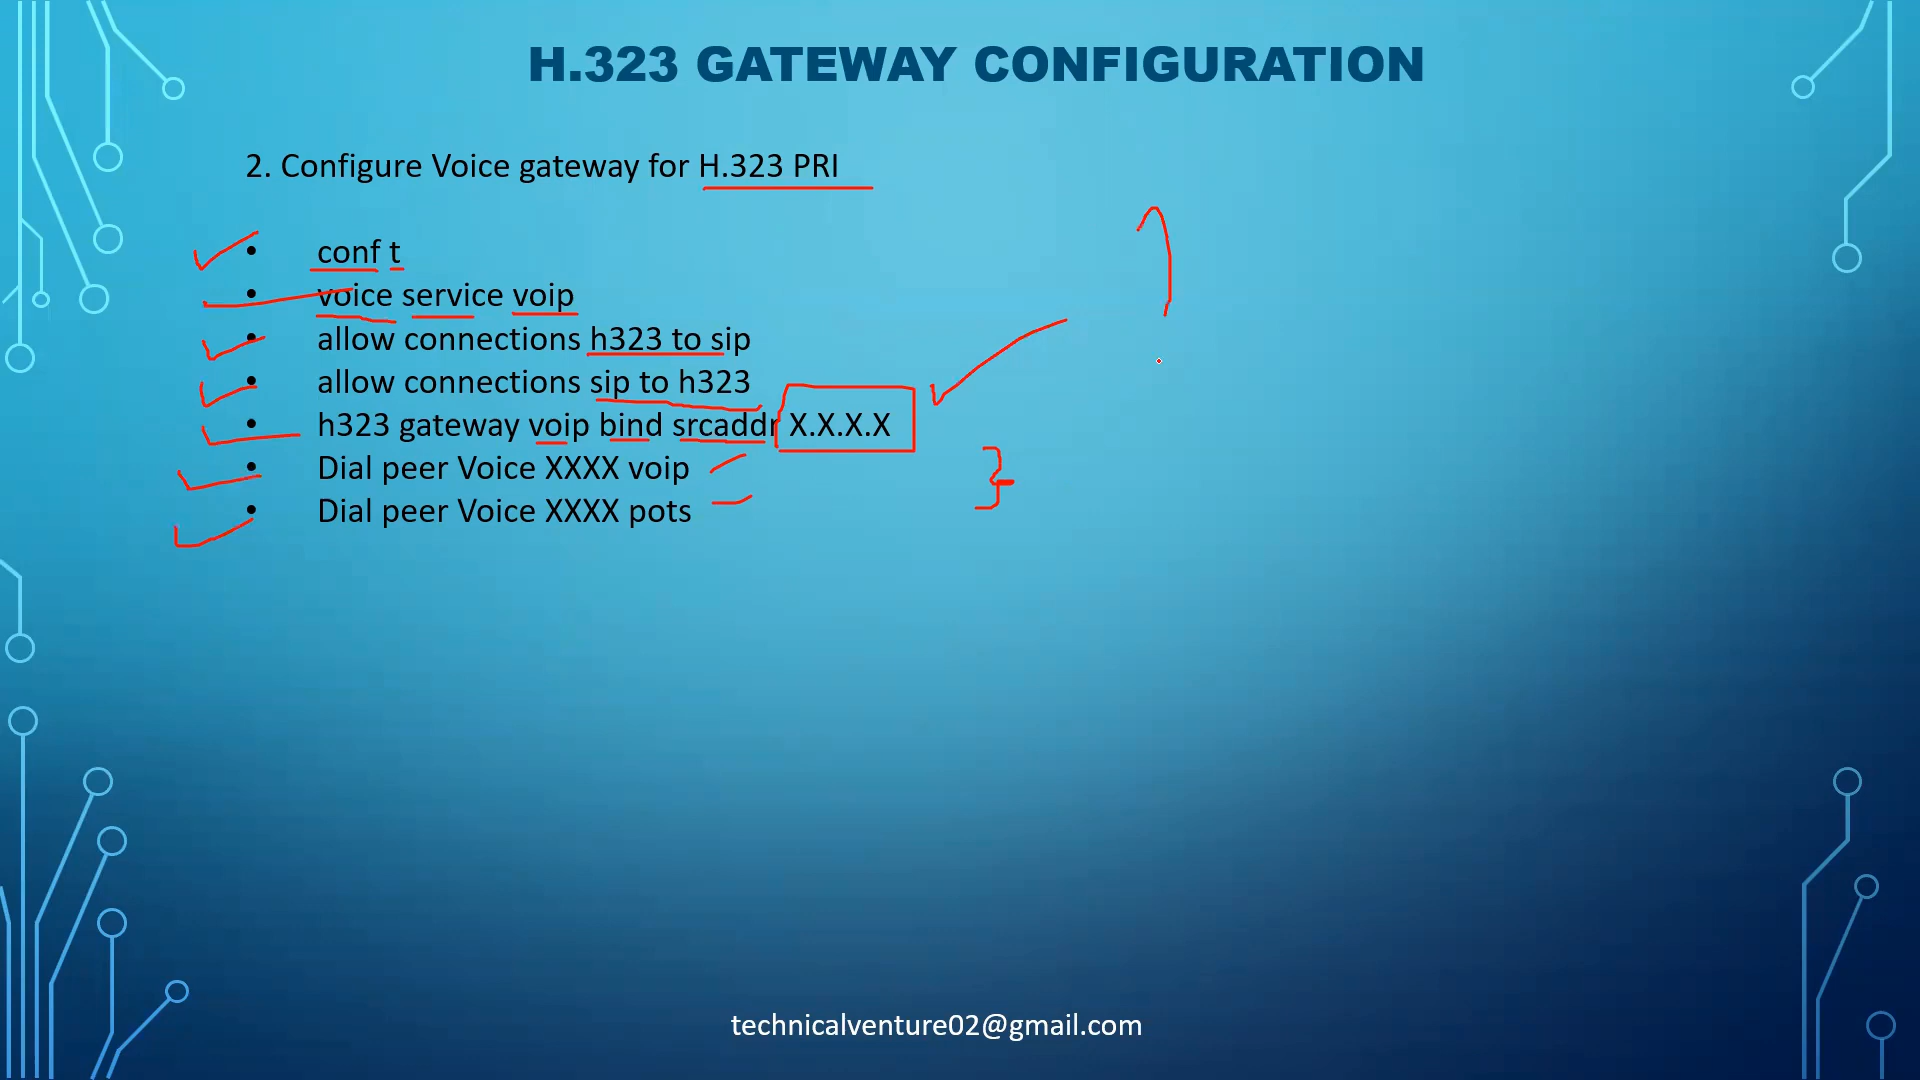 H.323 GATEWAY CONFIGURATION
2. Configure Voice gateway for H.323 PRI
• conf t
• voice service voip
• allow connections h323 to sip
• allow connections sip to h323
• h323 gateway voip bind srcaddr X.X.X.X
• Dial peer Voice XXXX voip
• Dial peer Voice XXXX pots
technicalventure02@gmail.com